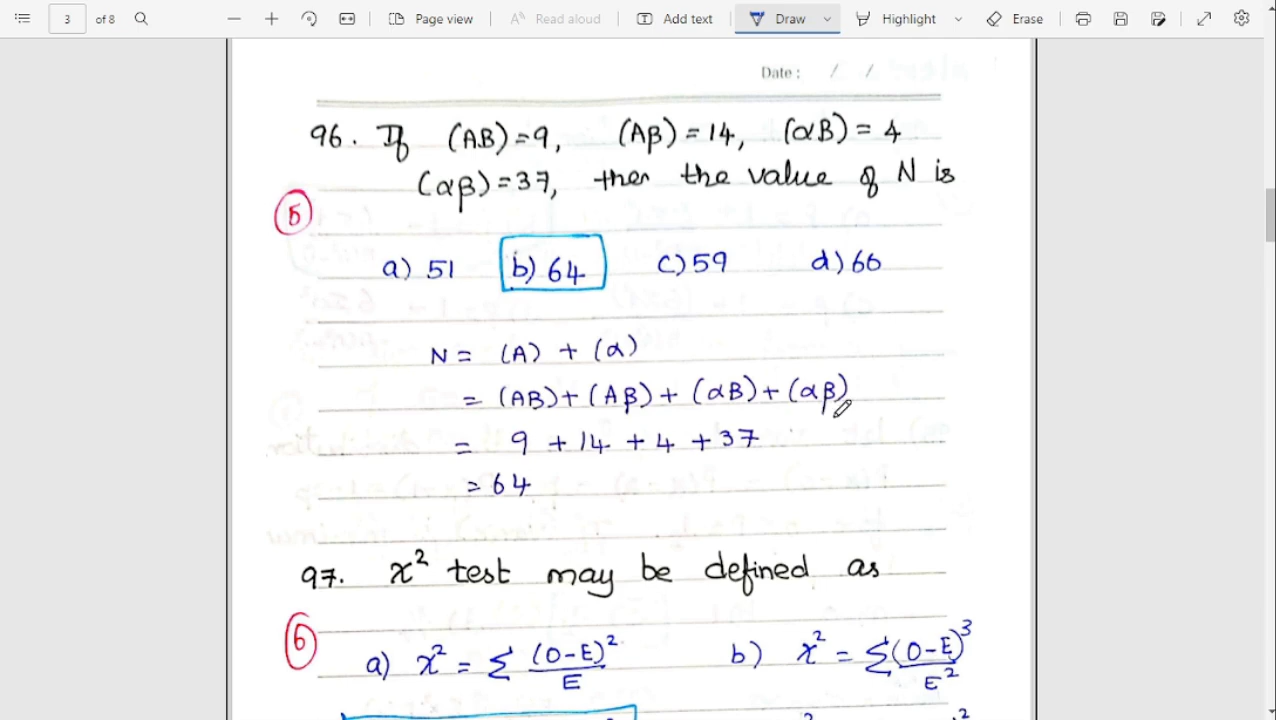 3 of 8 Page view Read aloud Add text Draw Highlight Erase
Date : / /
96. If (AB)=9, (Aβ)=14, (αB)=4
(αβ)=37, then the value of N is
5
a) 51 b) 64 c) 59 d) 66
N = (A) + (α)
= (AB)+(Aβ)+(αB)+(αβ)
= 9 +14 +4 +37
=64
97. χ² test may be defined as
6
a) χ² = Σ (O-E)²/E b) χ² = Σ (O-E)³/E²